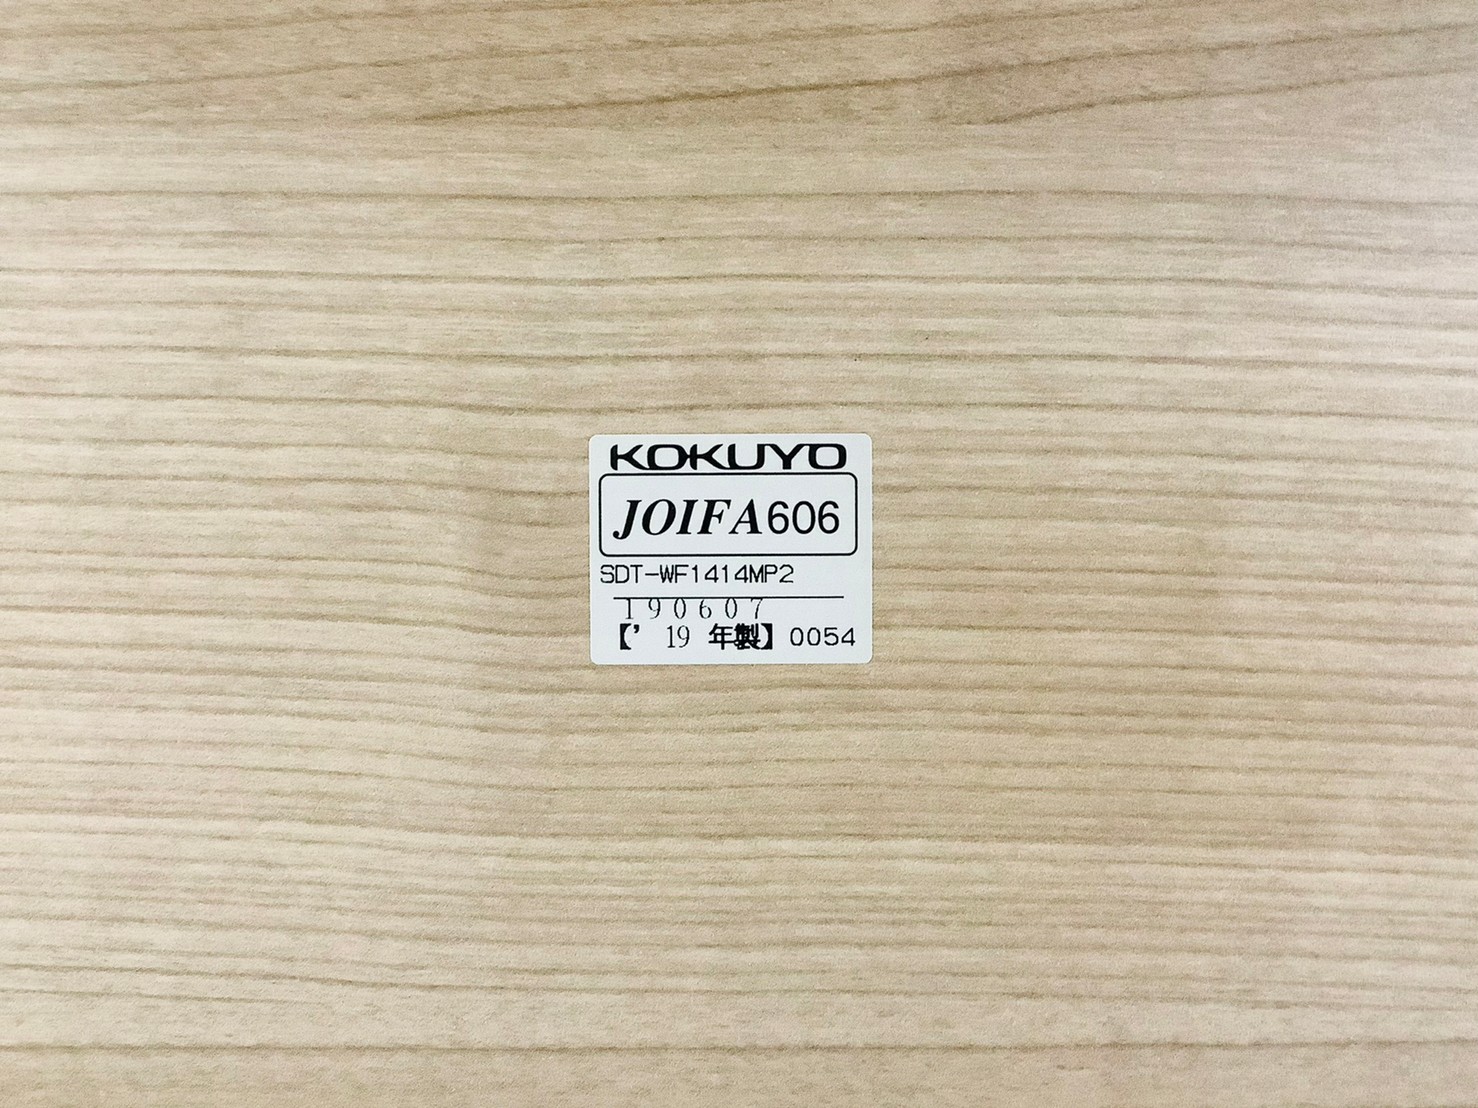 KOKUYO
JOIFA606
SDT-WF1414MP2
190607
【’19 年製】0054